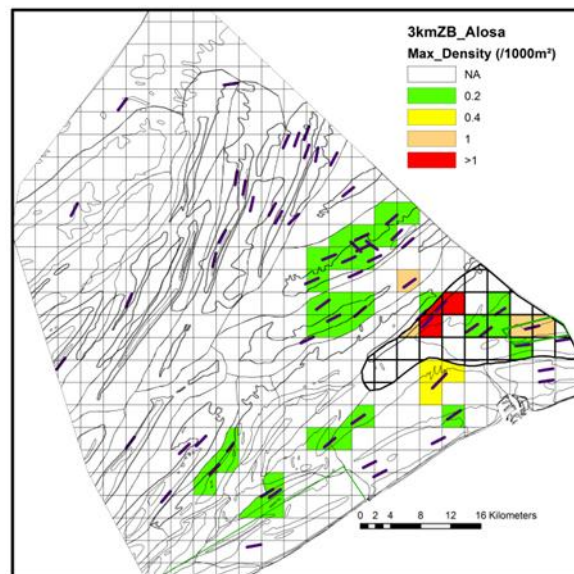 3kmZB_Alosa
Max_Density (/1000m²)
NA
0.2
0.4
1
>1
0 2 4 8 12 16 Kilometers